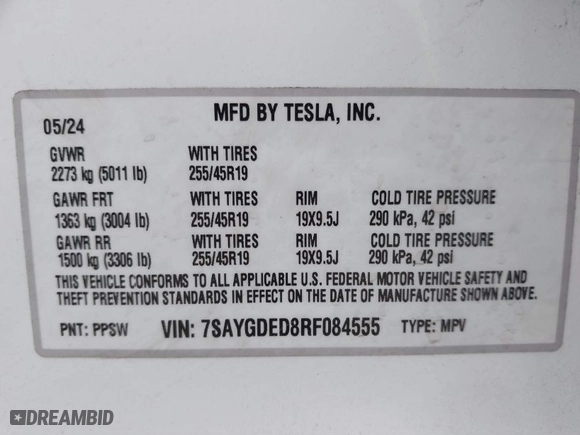 MFD BY TESLA, INC.
05/24
GVWR WITH TIRES
2273 kg (5011 lb) 255/45R19
GAWR FRT WITH TIRES RIM COLD TIRE PRESSURE
1363 kg (3004 lb) 255/45R19 19X9.5J 290 kPa, 42 psi
GAWR RR WITH TIRES RIM COLD TIRE PRESSURE
1500 kg (3306 lb) 255/45R19 19X9.5J 290 kPa, 42 psi
THIS VEHICLE CONFORMS TO ALL APPLICABLE U.S. FEDERAL MOTOR VEHICLE SAFETY AND
THEFT PREVENTION STANDARDS IN EFFECT ON THE DATE OF MANUFACTURE SHOWN ABOVE.
PNT: PPSW VIN: 7SAYGDED8RF084555 TYPE: MPV
DREAMBID